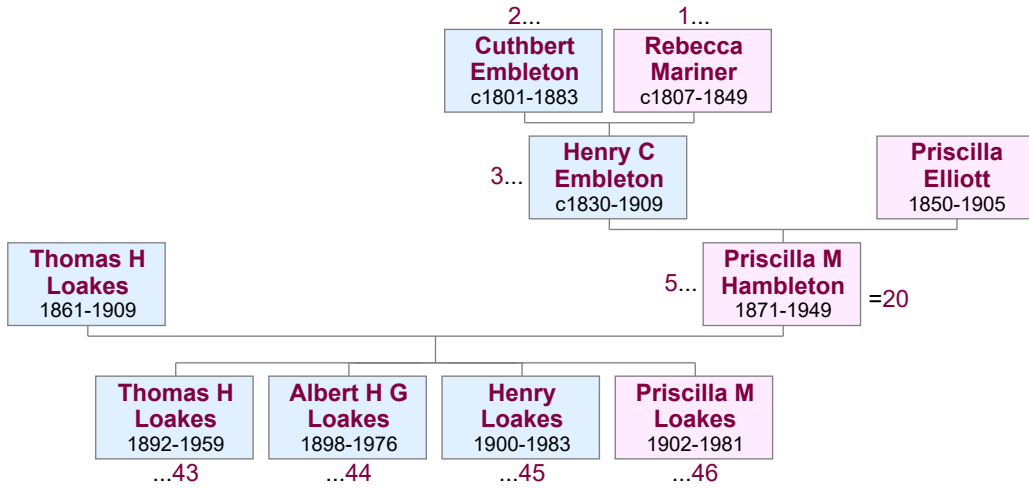 2...
1...
Cuthbert
Embleton
c1801-1883
Rebecca
Mariner
c1807-1849
3...
Henry C
Embleton
c1830-1909
Priscilla
Elliott
1850-1905
Thomas H
Loakes
1861-1909
5...
Priscilla M
Hambleton
1871-1949
=20
Thomas H
Loakes
1892-1959
Albert H G
Loakes
1898-1976
Henry
Loakes
1900-1983
Priscilla M
Loakes
1902-1981
...43
...44
...45
...46